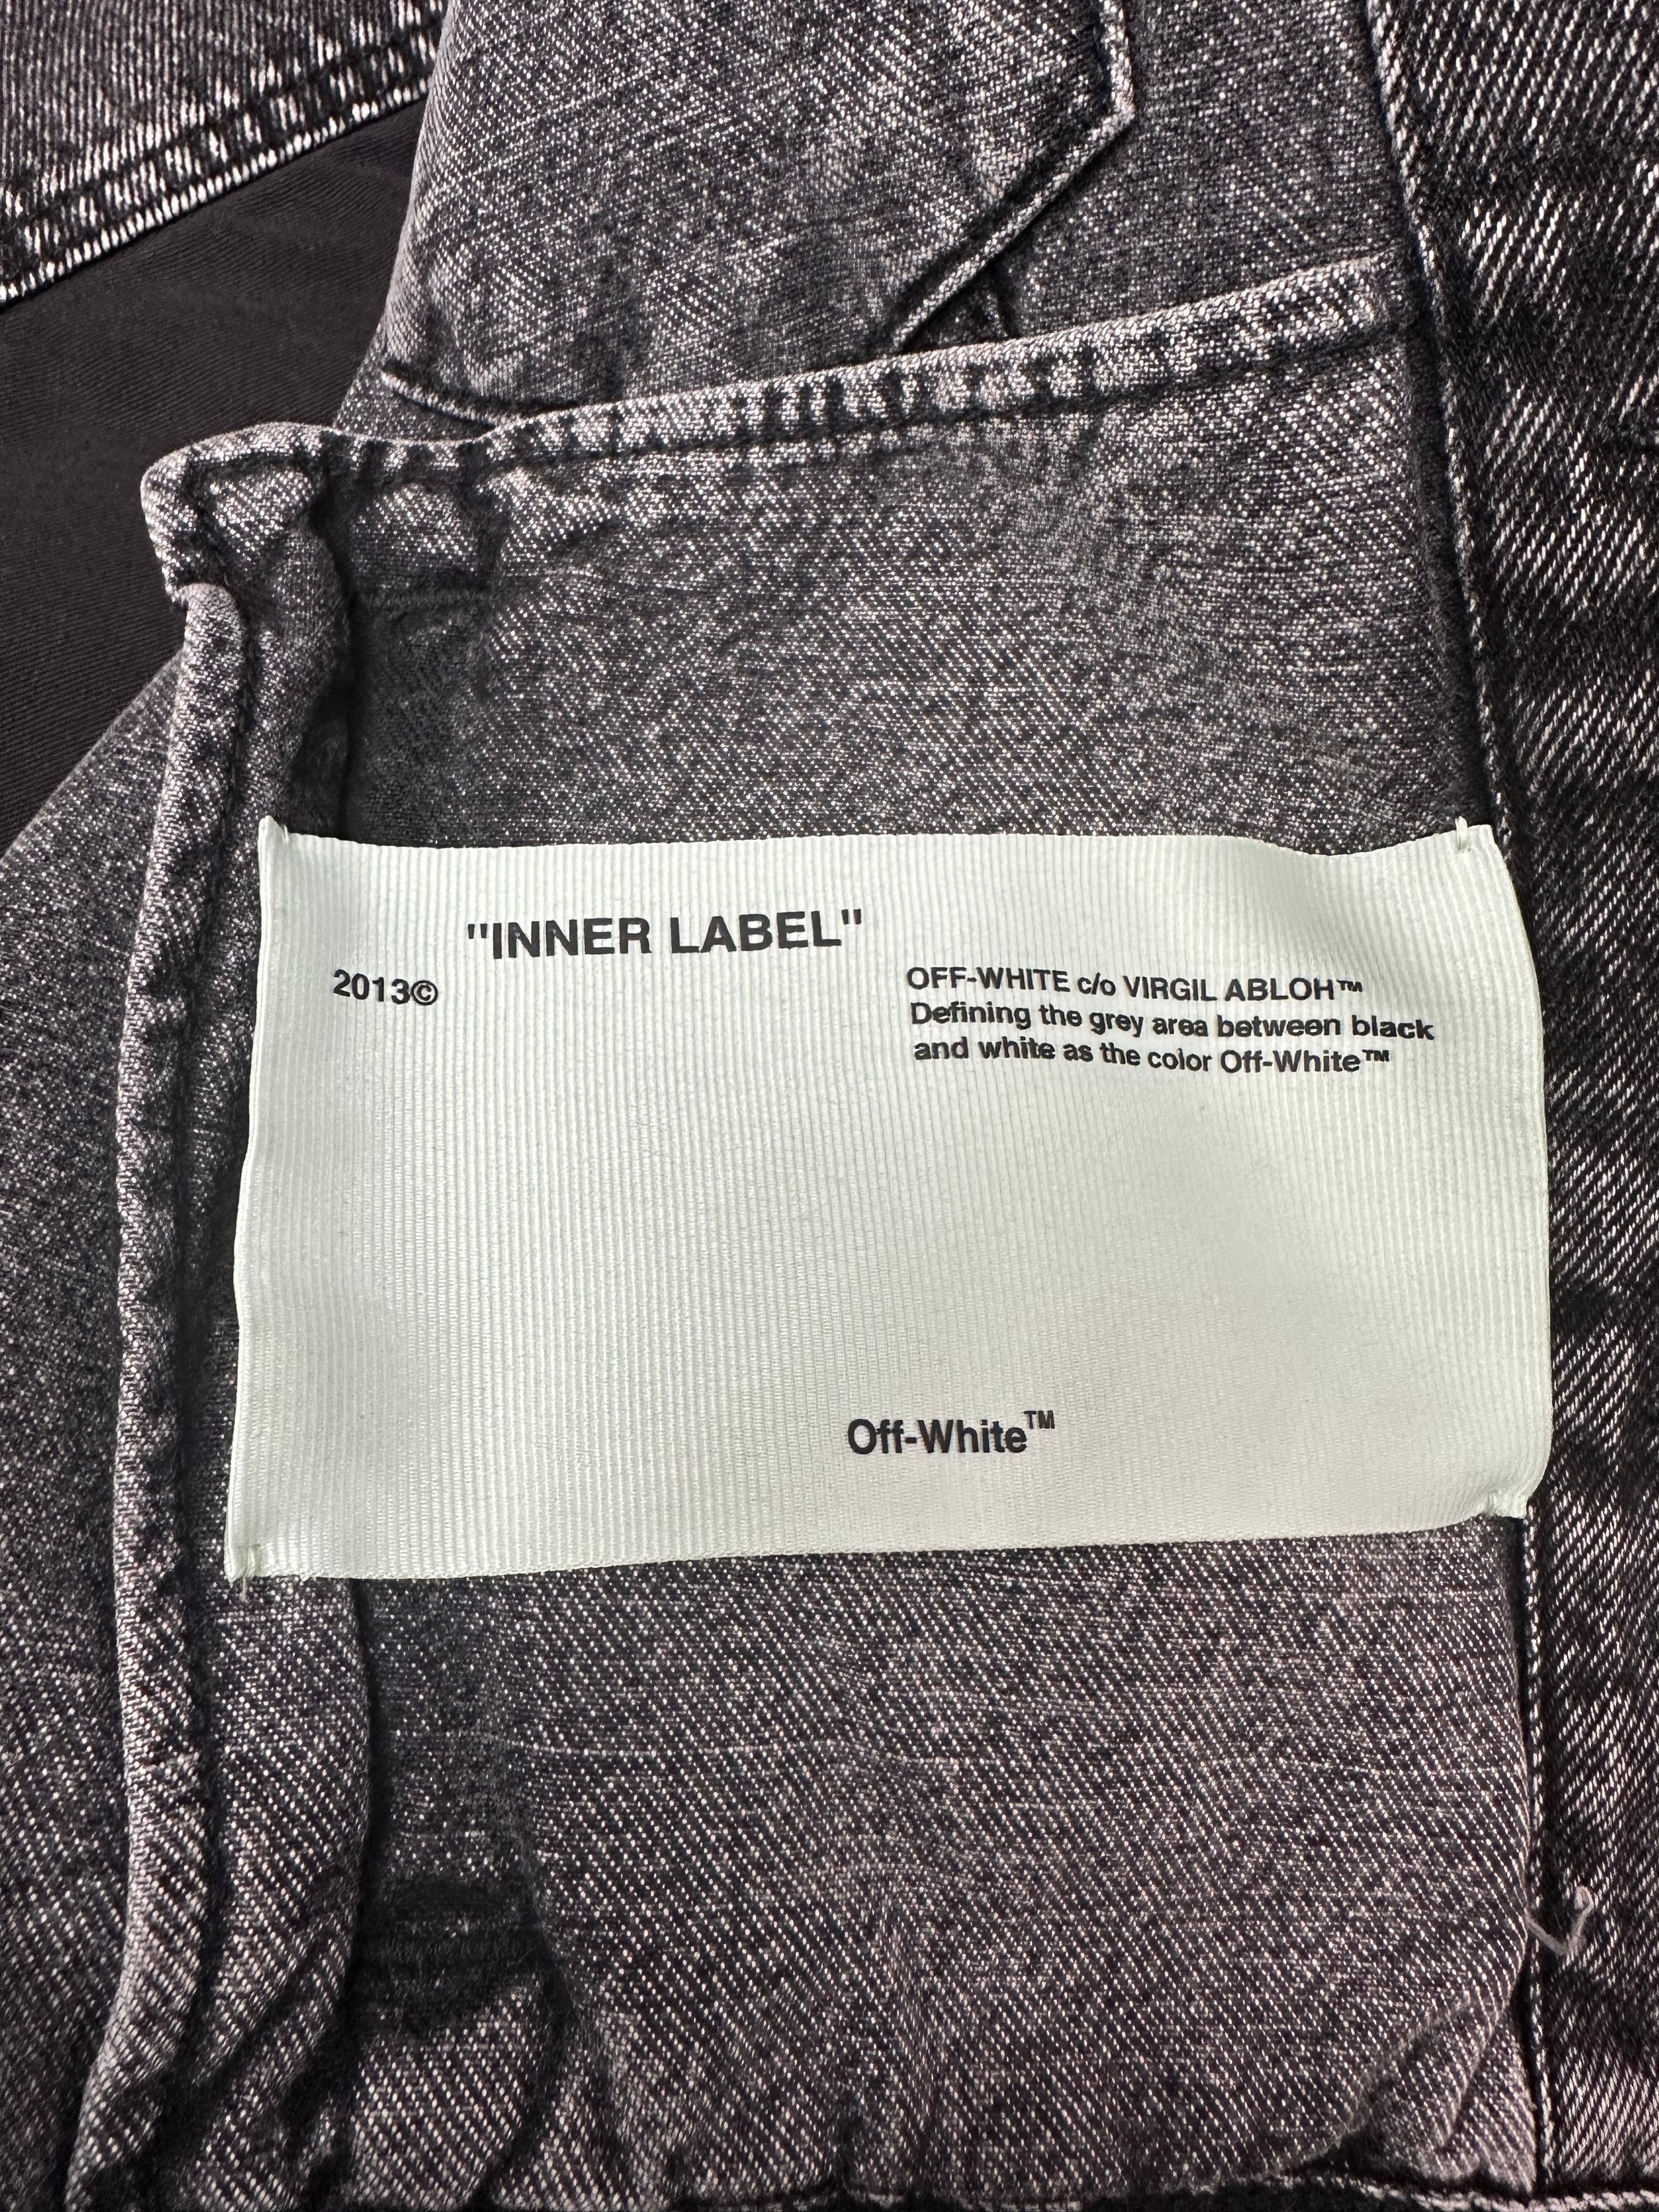 "INNER LABEL"
2013©
OFF-WHITE c/o VIRGIL ABLOH™
Defining the grey area between black
and white as the color Off-White™
Off-White™